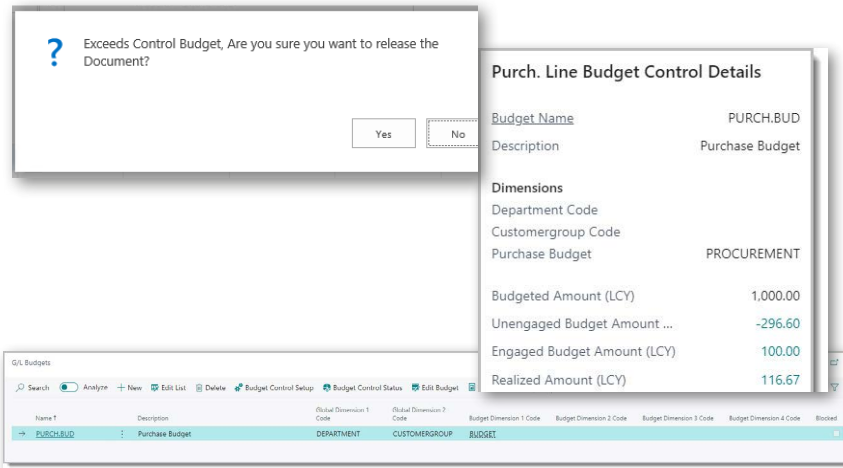 Exceeds Control Budget, Are you sure you want to release the
Document?
Yes
No
Purch. Line Budget Control Details
Budget Name PURCH.BUD
Description Purchase Budget
Dimensions
Department Code
Customergroup Code
Purchase Budget PROCUREMENT
Budgeted Amount (LCY) 1,000.00
Unengaged Budget Amount ... -296.60
Engaged Budget Amount (LCY) 100.00
Realized Amount (LCY) 116.67
G/L Budgets
Search Analyze New Edit List Delete Budget Control Setup Budget Control Status Edit Budget
Name ↑ Description Global Dimension 1 Code Global Dimension 2 Code Budget Dimension 1 Code Budget Dimension 2 Code Budget Dimension 3 Code Budget Dimension 4 Code Blocked
PURCH.BUD Purchase Budget DEPARTMENT CUSTOMERGROUP BUDGET